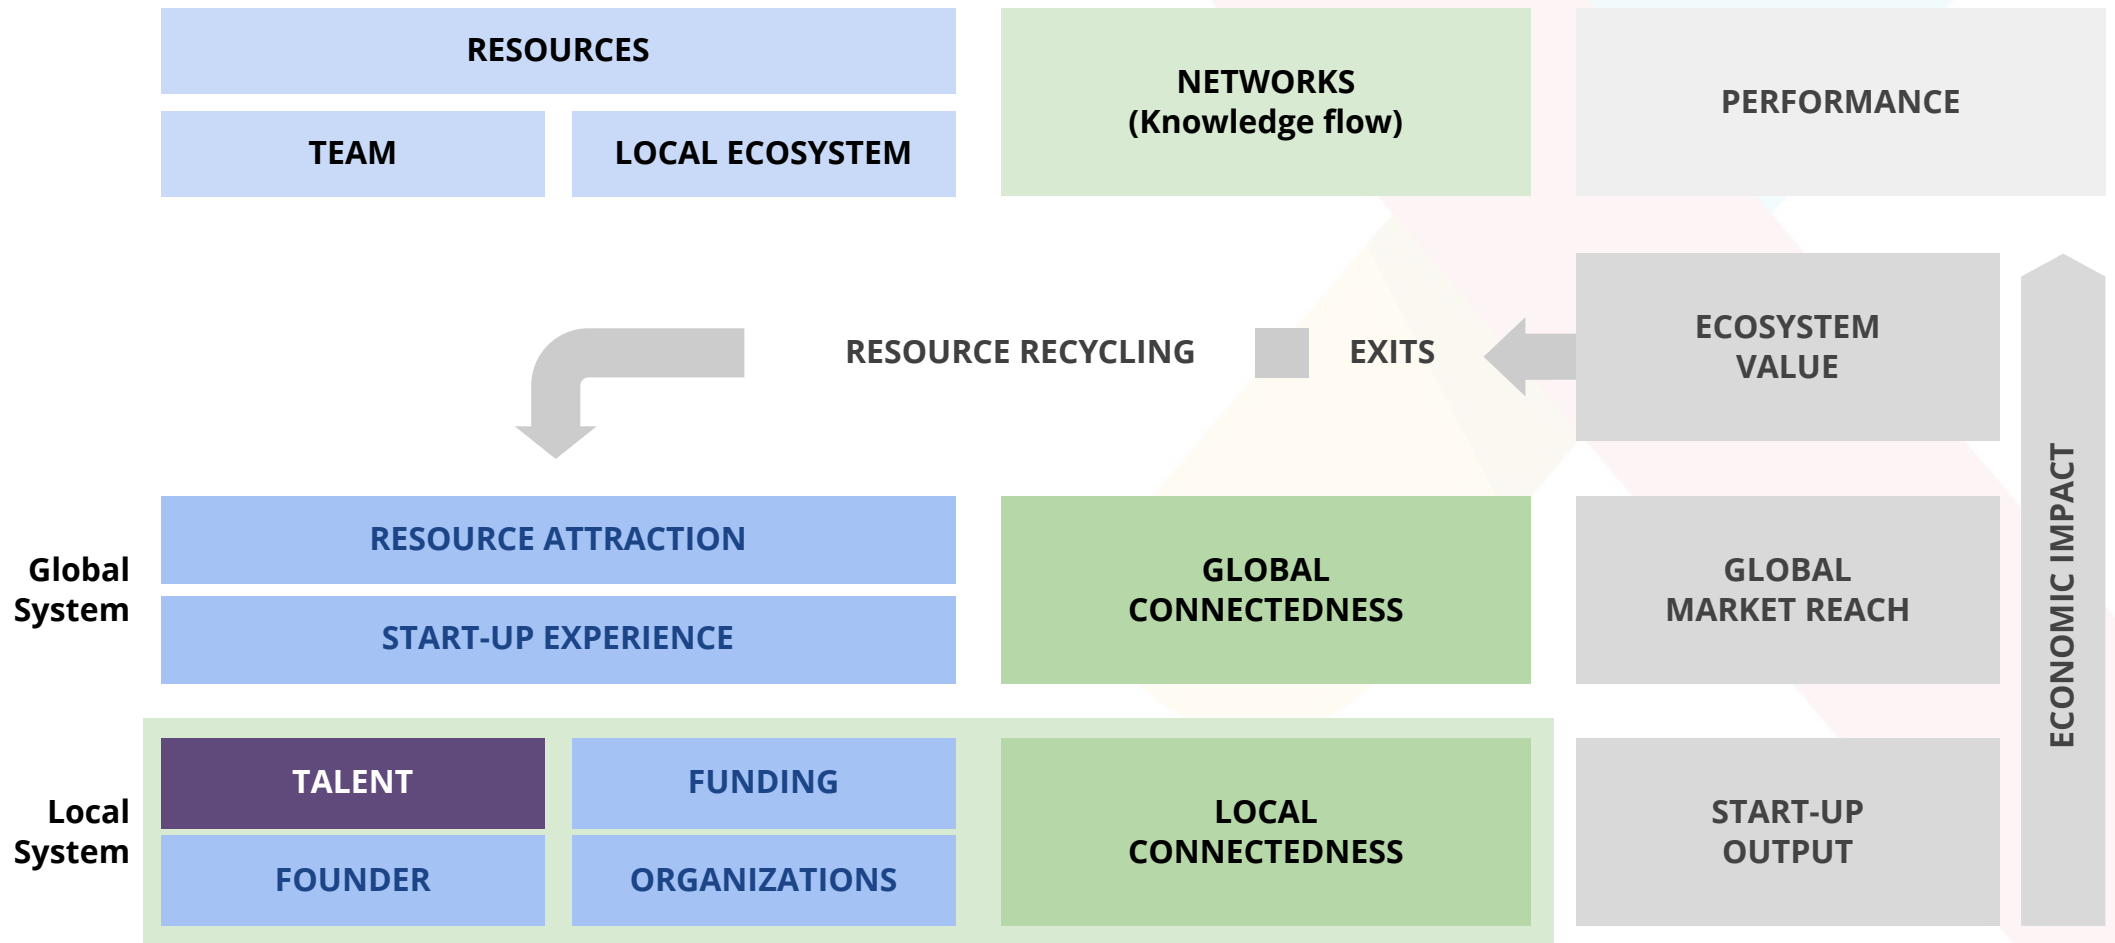 RESOURCES
TEAM
LOCAL ECOSYSTEM
NETWORKS
(Knowledge flow)
PERFORMANCE
RESOURCE RECYCLING
EXITS
ECOSYSTEM
VALUE
ECONOMIC IMPACT
Global
System
RESOURCE ATTRACTION
START-UP EXPERIENCE
GLOBAL
CONNECTEDNESS
GLOBAL
MARKET REACH
Local
System
TALENT
FUNDING
FOUNDER
ORGANIZATIONS
LOCAL
CONNECTEDNESS
START-UP
OUTPUT